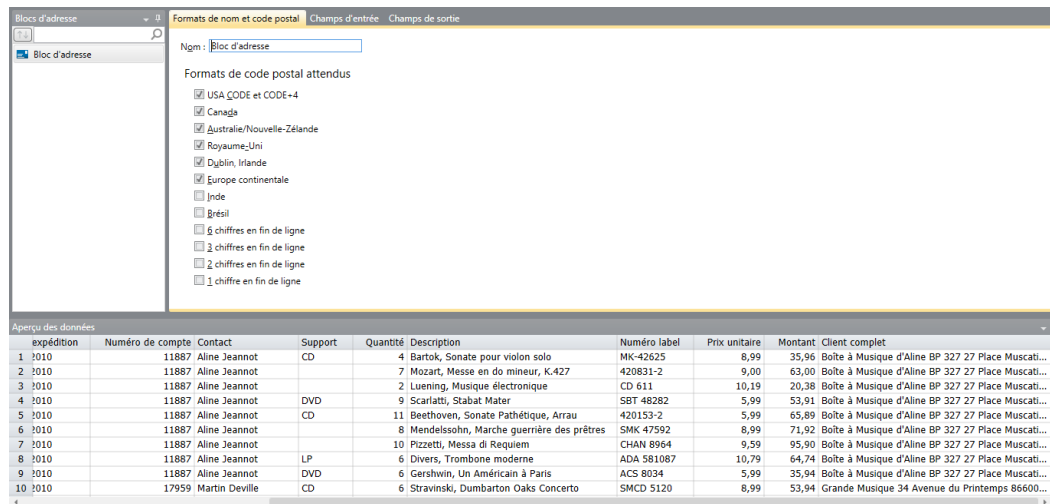 Blocs d'adresse
Formats de nom et code postal Champs d'entrée Champs de sortie
Bloc d'adresse
Nom : Bloc d'adresse
Formats de code postal attendus
USA CODE et CODE+4
Canada
Australie/Nouvelle-Zélande
Royaume-Uni
Dublin, Irlande
Europe continentale
Inde
Brésil
6 chiffres en fin de ligne
3 chiffres en fin de ligne
2 chiffres en fin de ligne
1 chiffre en fin de ligne
Aperçu des données
expédition Numéro de compte Contact Support Quantité Description Numéro label Prix unitaire Montant Client complet
1 2010 11887 Aline Jeannot CD 4 Bartok, Sonate pour violon solo MK-42625 8,99 35,96 Boîte à Musique d'Aline BP 327 27 Place Muscati...
2 2010 11887 Aline Jeannot 7 Mozart, Messe en do mineur, K.427 420831-2 9,00 63,00 Boîte à Musique d'Aline BP 327 27 Place Muscati...
3 2010 11887 Aline Jeannot 2 Luening, Musique électronique CD 611 10,19 20,38 Boîte à Musique d'Aline BP 327 27 Place Muscati...
4 2010 11887 Aline Jeannot DVD 9 Scarlatti, Stabat Mater SBT 48282 5,99 53,91 Boîte à Musique d'Aline BP 327 27 Place Muscati...
5 2010 11887 Aline Jeannot CD 11 Beethoven, Sonate Pathétique, Arrau 420153-2 5,99 65,89 Boîte à Musique d'Aline BP 327 27 Place Muscati...
6 2010 11887 Aline Jeannot 8 Mendelssohn, Marche guerrière des prêtres SMK 47592 8,99 71,92 Boîte à Musique d'Aline BP 327 27 Place Muscati...
7 2010 11887 Aline Jeannot 10 Pizzetti, Messa di Requiem CHAN 8964 9,59 95,90 Boîte à Musique d'Aline BP 327 27 Place Muscati...
8 2010 11887 Aline Jeannot LP 6 Divers, Trombone moderne ADA 581087 10,79 64,74 Boîte à Musique d'Aline BP 327 27 Place Muscati...
9 2010 11887 Aline Jeannot DVD 6 Gershwin, Un Américain à Paris ACS 8034 5,99 35,94 Boîte à Musique d'Aline BP 327 27 Place Muscati...
10 2010 17959 Martin Deville CD 6 Stravinski, Dumbarton Oaks Concerto SMCD 5120 8,99 53,94 Grande Musique 34 Avenue du Printemps 86600...